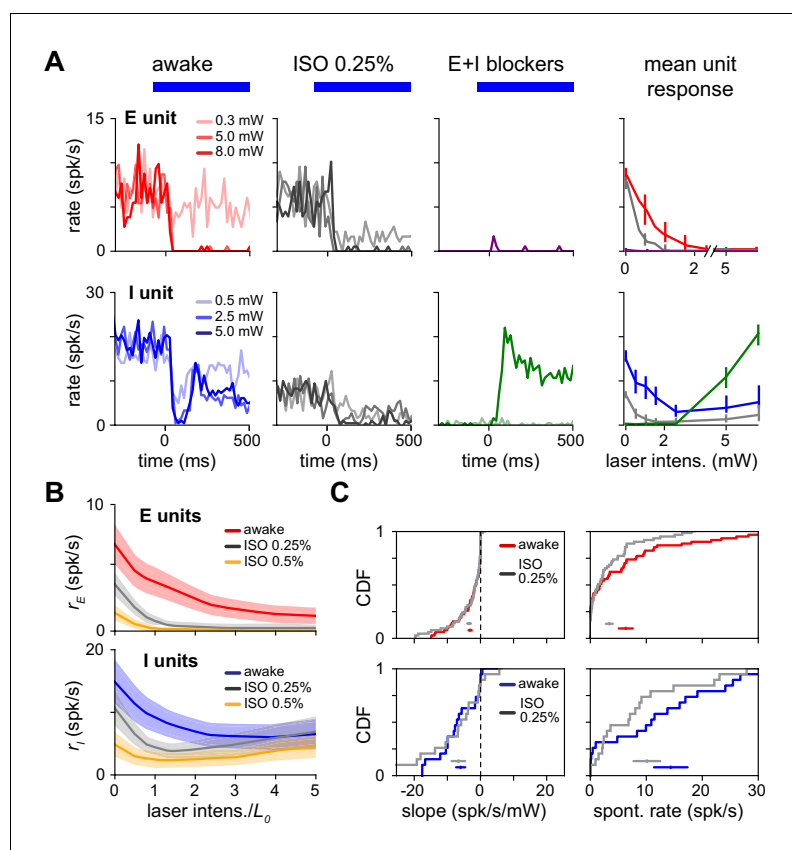 A
awake
ISO 0.25%
E+I blockers
mean unit
response
15
E unit
0.3 mW
5.0 mW
8.0 mW
rate (spk/s)
0
0
2
5
30
I unit
0.5 mW
2.5 mW
5.0 mW
rate (spk/s)
0
0
500
0
500
0
500
0
2
5
time (ms)
time (ms)
time (ms)
laser intens. (mW)
B
C
10
E units
awake
ISO 0.25%
ISO 0.5%
r_E (spk/s)
0
20
I units
awake
ISO 0.25%
ISO 0.5%
r_I (spk/s)
0
0
1
2
3
4
5
laser intens./L_0
1
awake
ISO
0.25%
CDF
0
1
awake
ISO
0.25%
CDF
0
-20
0
20
0
10
20
30
slope (spk/s/mW)
spont. rate (spk/s)